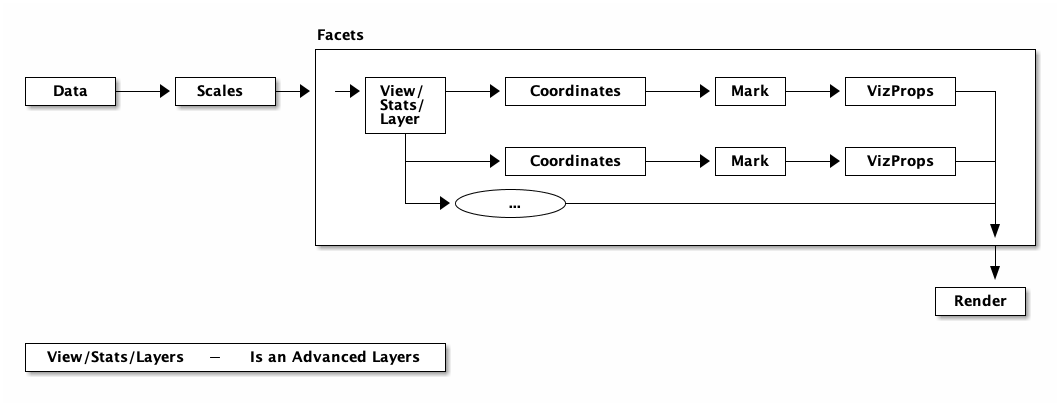 Facets
Data
Scales
View/
Stats/
Layer
Coordinates
Mark
VizProps
Coordinates
Mark
VizProps
...
Render
View/Stats/Layers — Is an Advanced Layers